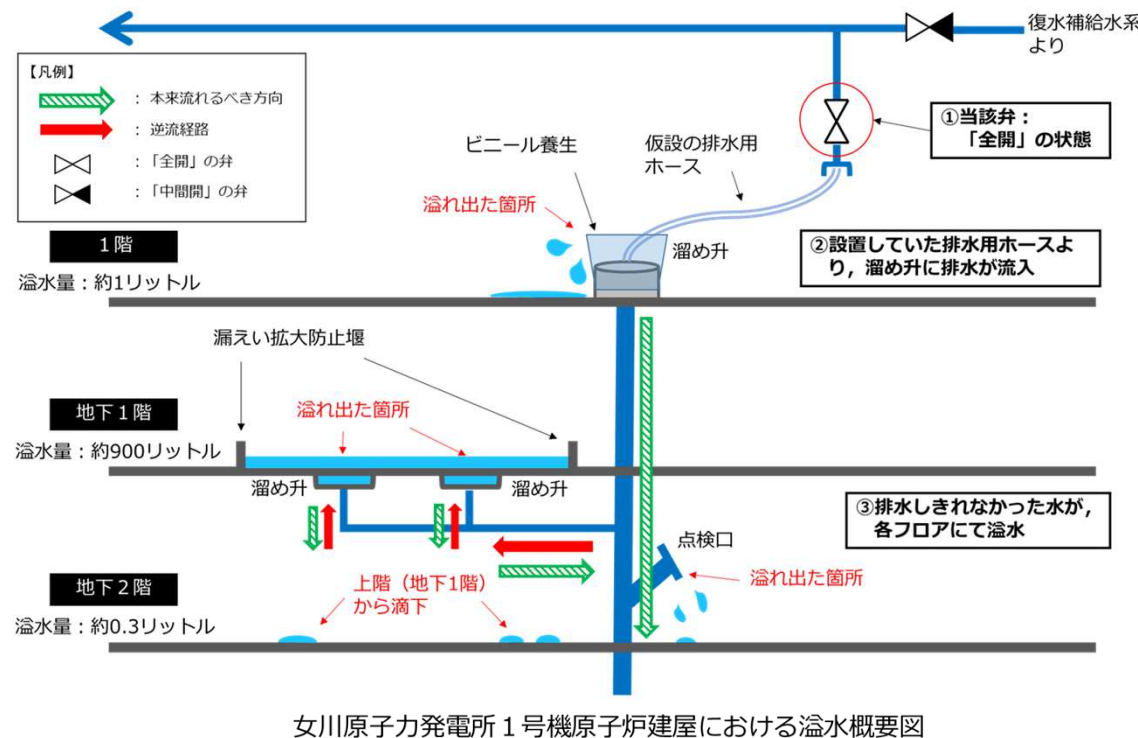 復水補給水系
より
【凡例】
：本来流れるべき方向
：逆流経路
：「全開」の弁
：「中間開」の弁
①当該弁：
「全開」の状態
ビニール養生
仮設の排水用
ホース
溢れ出た箇所
溜め升
１階
溢水量：約1リットル
②設置していた排水用ホースよ
り，溜め升に排水が流入
漏えい拡大防止堰
地下１階
溢水量：約900リットル
溢れ出た箇所
溜め升
溜め升
③排水しきれなかった水が，
各フロアにて溢水
点検口
溢れ出た箇所
地下２階
溢水量：約0.3リットル
上階（地下1階）
から滴下
女川原子力発電所１号機原子炉建屋における溢水概要図